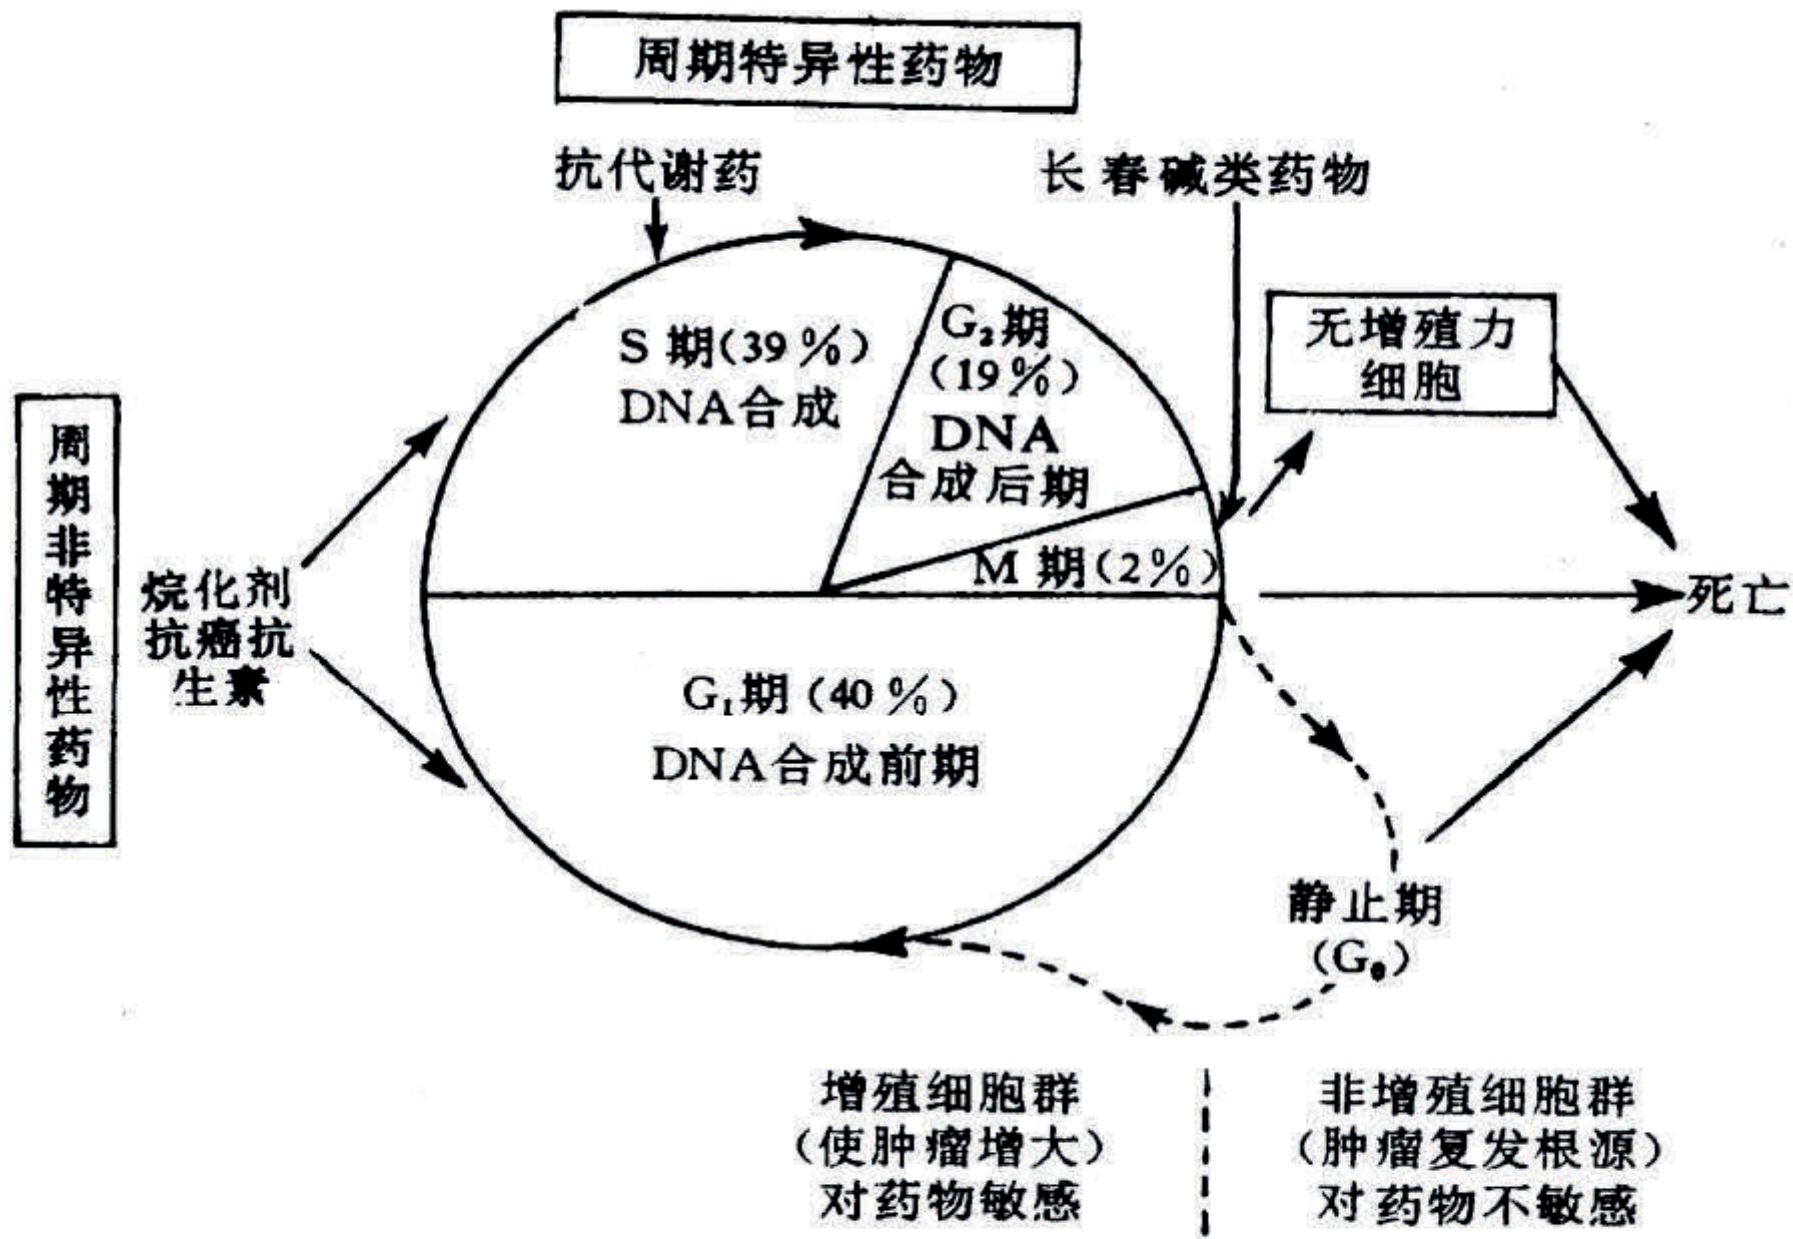 周期特异性药物
抗代谢药
长春碱类药物
S 期(39%)
DNA合成
G₂期
(19%)
DNA
合成后期
M 期(2%)
无增殖力
细胞
周期非特异性药物
烷化剂
抗癌抗
生素
死亡
G₁期(40%)
DNA合成前期
静止期
(G₀)
增殖细胞群
(使肿瘤增大)
对药物敏感
非增殖细胞群
(肿瘤复发根源)
对药物不敏感